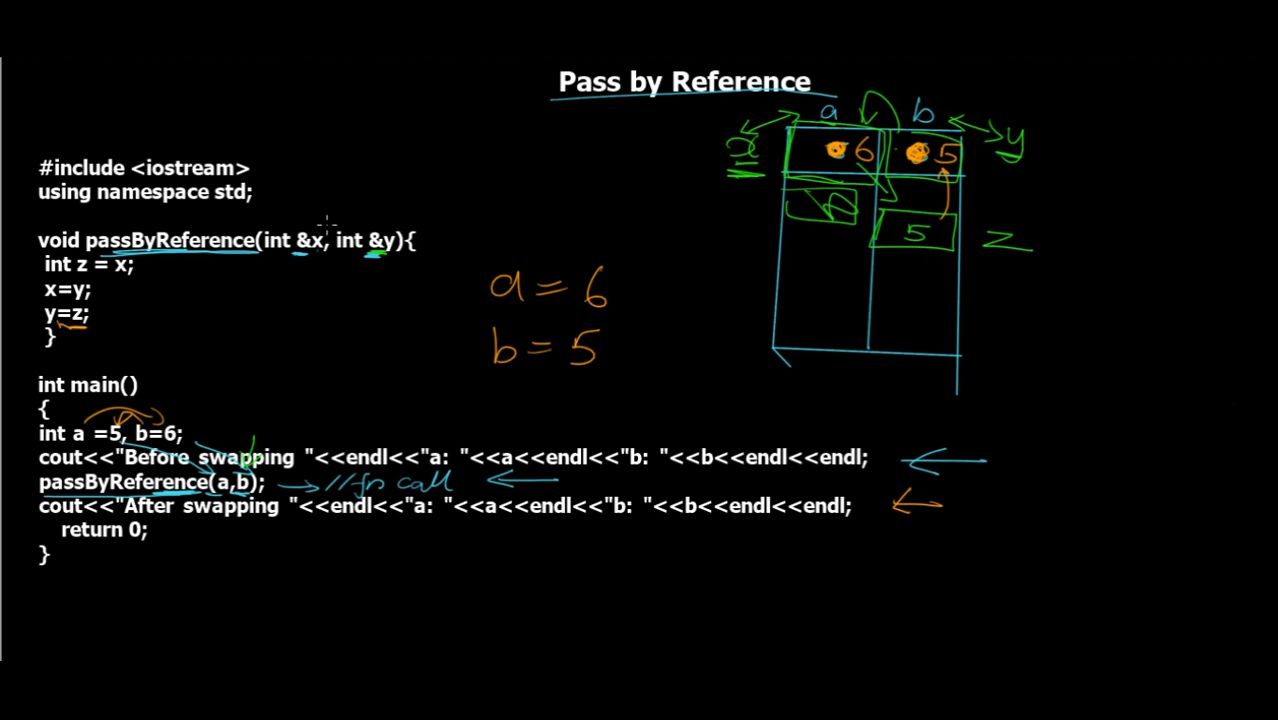 Pass by Reference
a b
x 6 5 y
5 z
#include <iostream>
using namespace std;
void passByReference(int &x, int &y){
int z = x;
x=y;
y=z;
}
a = 6
b = 5
int main()
{
int a =5, b=6;
cout<<"Before swapping "<<endl<<"a: "<<a<<endl<<"b: "<<b<<endl<<endl;
passByReference(a,b); //fn call
cout<<"After swapping "<<endl<<"a: "<<a<<endl<<"b: "<<b<<endl<<endl;
return 0;
}